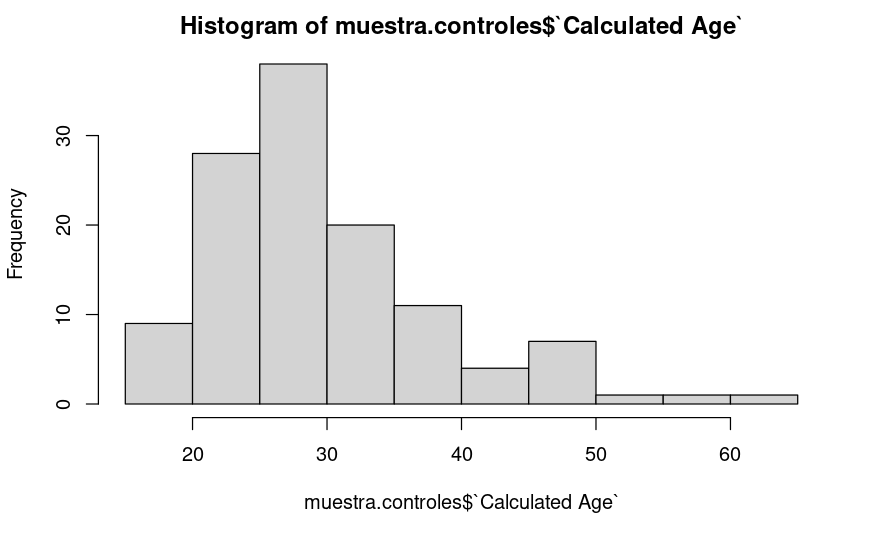 Histogram of muestra.controles$`Calculated Age`
Frequency
30
20
10
0
20 30 40 50 60
muestra.controles$`Calculated Age`